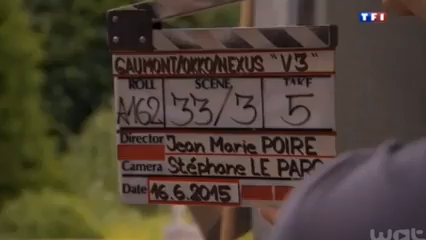 TF1
GAUMONT/OKKO/NEXUS "V3"
ROLL SCENE TAKE
A162 33/3 5
Director Jean Marie POIRE
Camera Stéphane LE PARC
Date 16.6.2015
wat